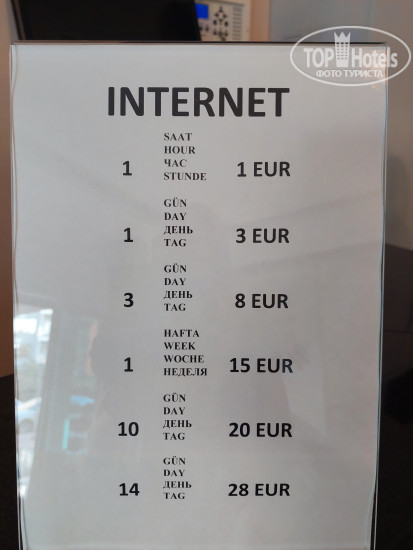 TOPHotels
ФОТО ТУРИСТА
INTERNET
SAAT
HOUR
1 ЧАС 1 EUR
STUNDE
GÜN
DAY
1 ДЕНЬ 3 EUR
TAG
GÜN
DAY
3 ДЕНЬ 8 EUR
TAG
HAFTA
WEEK
1 WOCHE 15 EUR
НЕДЕЛЯ
GÜN
DAY
10 ДЕНЬ 20 EUR
TAG
GÜN
DAY
14 ДЕНЬ 28 EUR
TAG